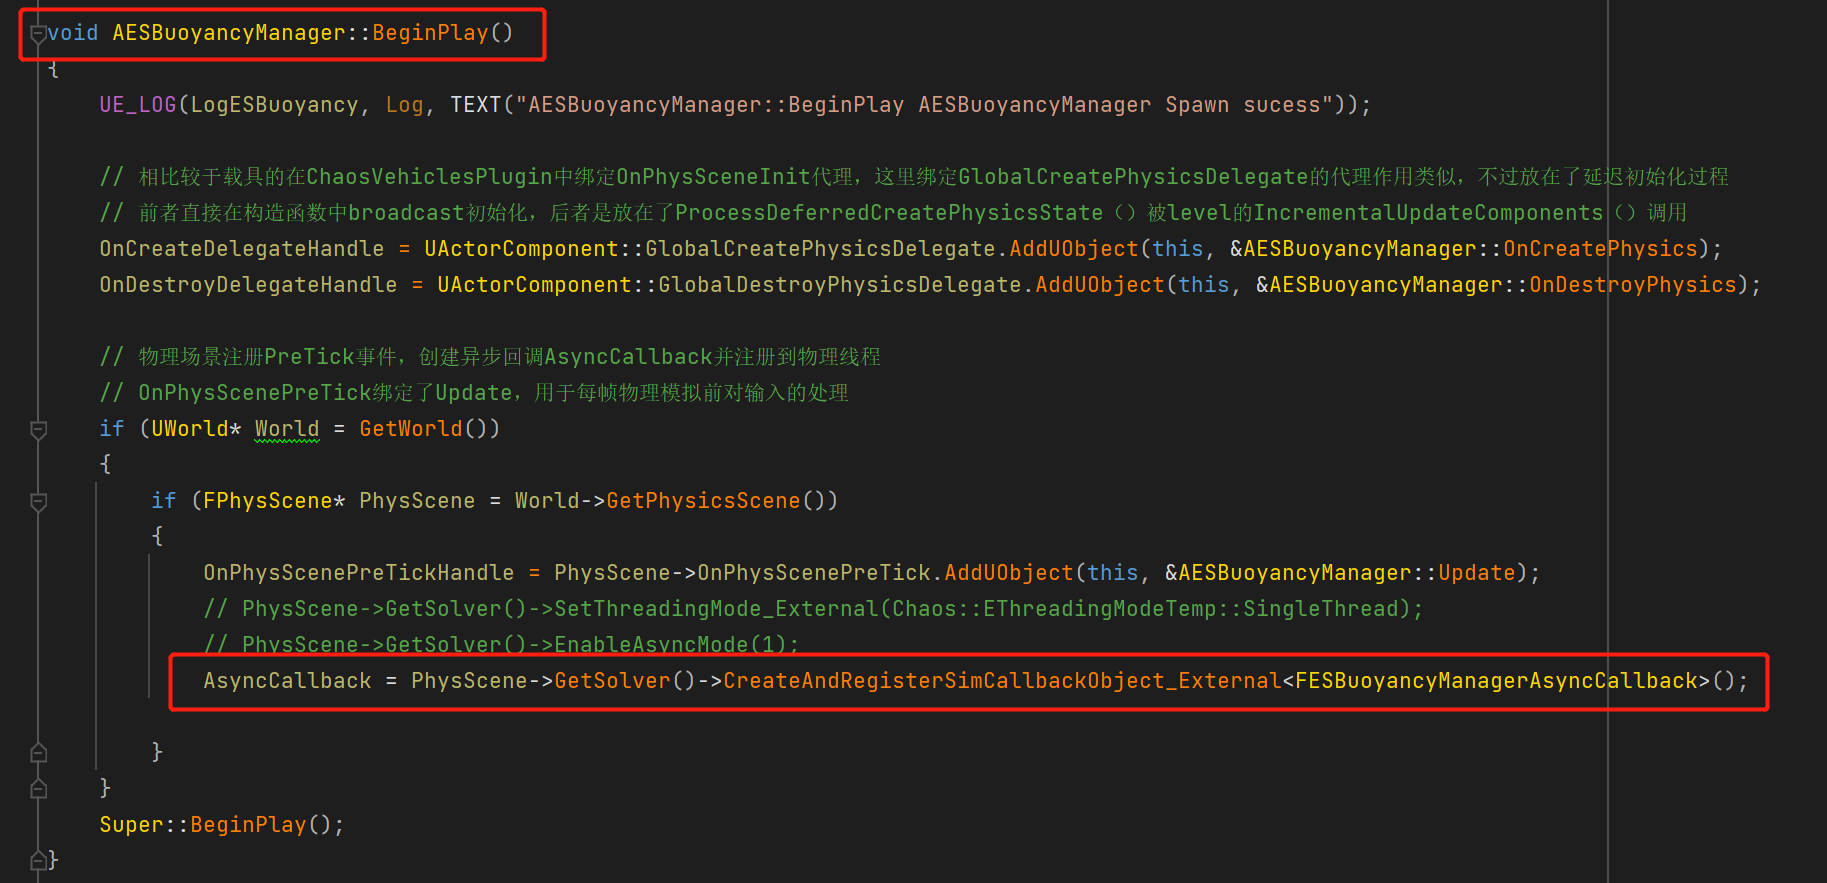 void AESBuoyancyManager::BeginPlay()
{
UE_LOG(LogESBuoyancy, Log, TEXT("AESBuoyancyManager::BeginPlay AESBuoyancyManager Spawn sucess"));
// 相比较于载具的在ChaosVehiclesPlugin中绑定OnPhysSceneInit代理，这里绑定GlobalCreatePhysicsDelegate的代理作用类似，不过放在了延迟初始化过程
// 前者直接在构造函数中broadcast初始化，后者是放在了ProcessDeferredCreatePhysicsState（）被level的IncrementalUpdateComponents（）调用
OnCreateDelegateHandle = UActorComponent::GlobalCreatePhysicsDelegate.AddUObject(this, &AESBuoyancyManager::OnCreatePhysics);
OnDestroyDelegateHandle = UActorComponent::GlobalDestroyPhysicsDelegate.AddUObject(this, &AESBuoyancyManager::OnDestroyPhysics);
// 物理场景注册PreTick事件，创建异步回调AsyncCallback并注册到物理线程
// OnPhysScenePreTick绑定了Update，用于每帧物理模拟前对输入的处理
if (UWorld* World = GetWorld())
{
if (FPhysScene* PhysScene = World->GetPhysicsScene())
{
OnPhysScenePreTickHandle = PhysScene->OnPhysScenePreTick.AddUObject(this, &AESBuoyancyManager::Update);
// PhysScene->GetSolver()->SetThreadingMode_External(Chaos::EThreadingModeTemp::SingleThread);
// PhysScene->GetSolver()->EnableAsyncMode(1);
AsyncCallback = PhysScene->GetSolver()->CreateAndRegisterSimCallbackObject_External<FESBuoyancyManagerAsyncCallback>();
}
}
Super::BeginPlay();
}